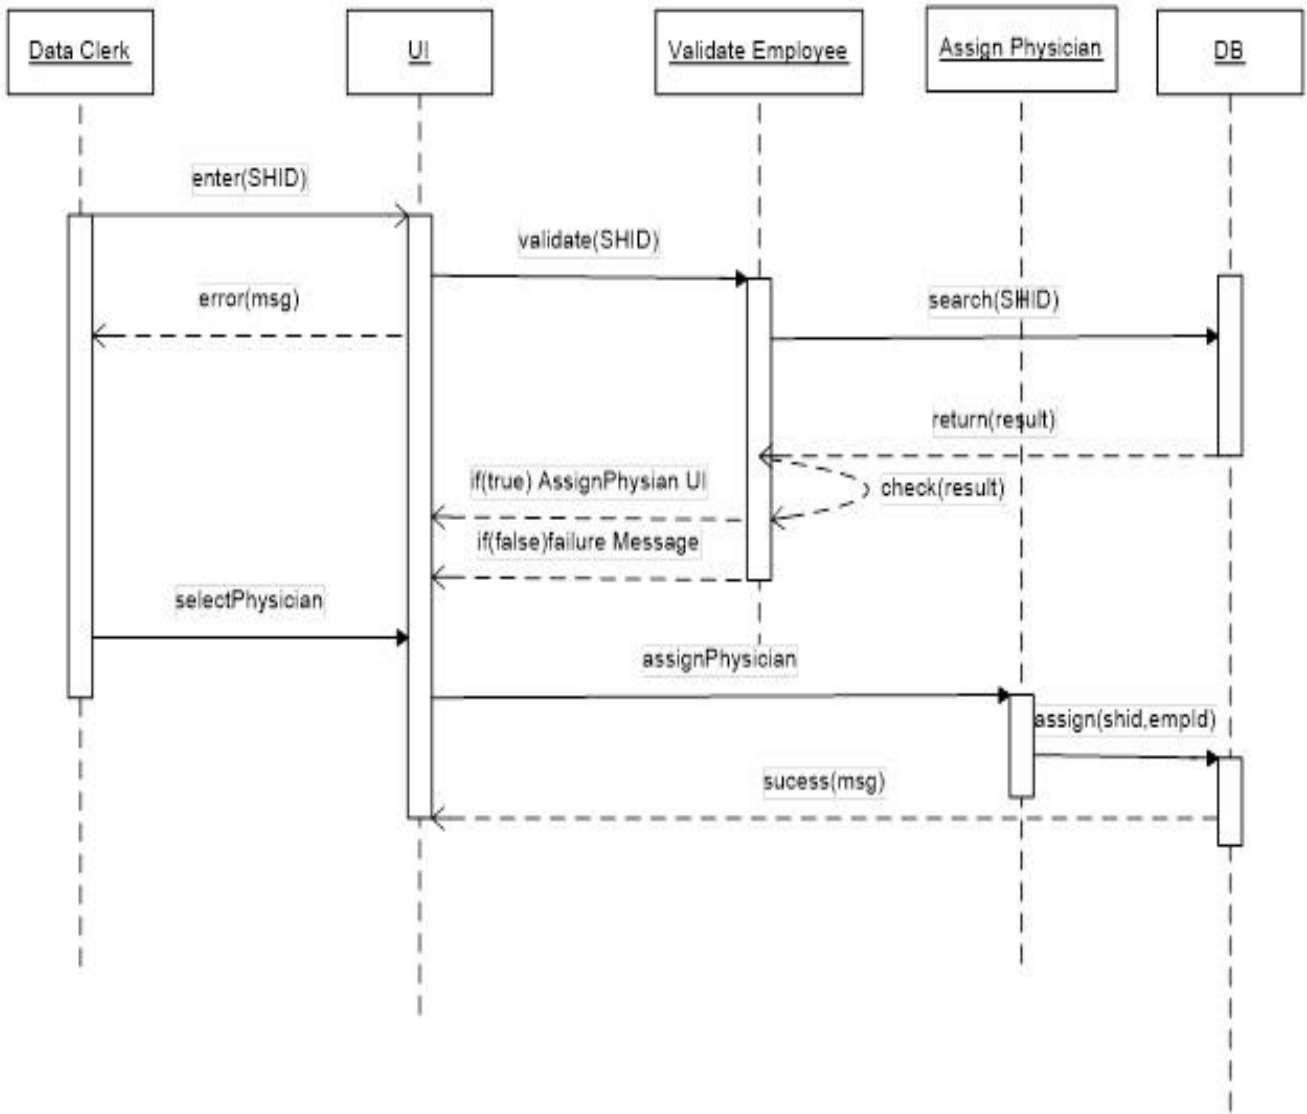 Data Clerk
UI
Validate Employee
Assign Physician
DB
enter(SHID)
validate(SHID)
error(msg)
search(SHID)
return(result)
if(true) AssignPhysian UI
check(result)
if(false)failure Message
selectPhysician
assignPhysician
assign(shid,empId)
sucess(msg)